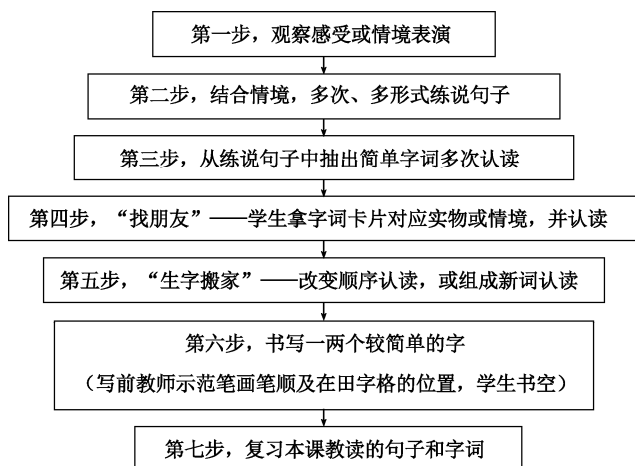 第一步，观察感受或情境表演
第二步，结合情境，多次、多形式练说句子
第三步，从练说句子中抽出简单字词多次认读
第四步，“找朋友”——学生拿字词卡片对应实物或情境，并认读
第五步，“生字搬家”——改变顺序认读，或组成新词认读
第六步，书写一两个较简单的字
（写前教师示范笔画笔顺及在田字格的位置，学生书空）
第七步，复习本课教读的句子和字词